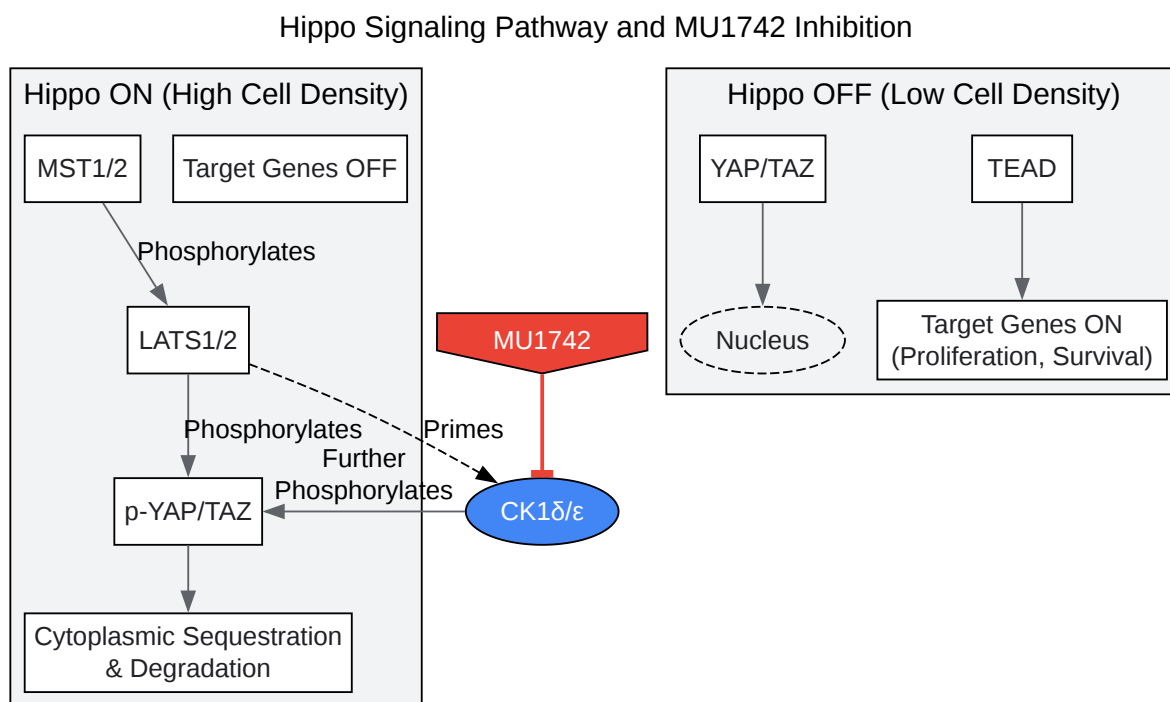 Hippo Signaling Pathway and MU1742 Inhibition
Hippo ON (High Cell Density)
MST1/2
Target Genes OFF
Phosphorylates
LATS1/2
Phosphorylates
Primes
Further
Phosphorylates
p-YAP/TAZ
Cytoplasmic Sequestration
& Degradation
MU1742
CK1δ/ε
Hippo OFF (Low Cell Density)
YAP/TAZ
TEAD
Nucleus
Target Genes ON
(Proliferation, Survival)